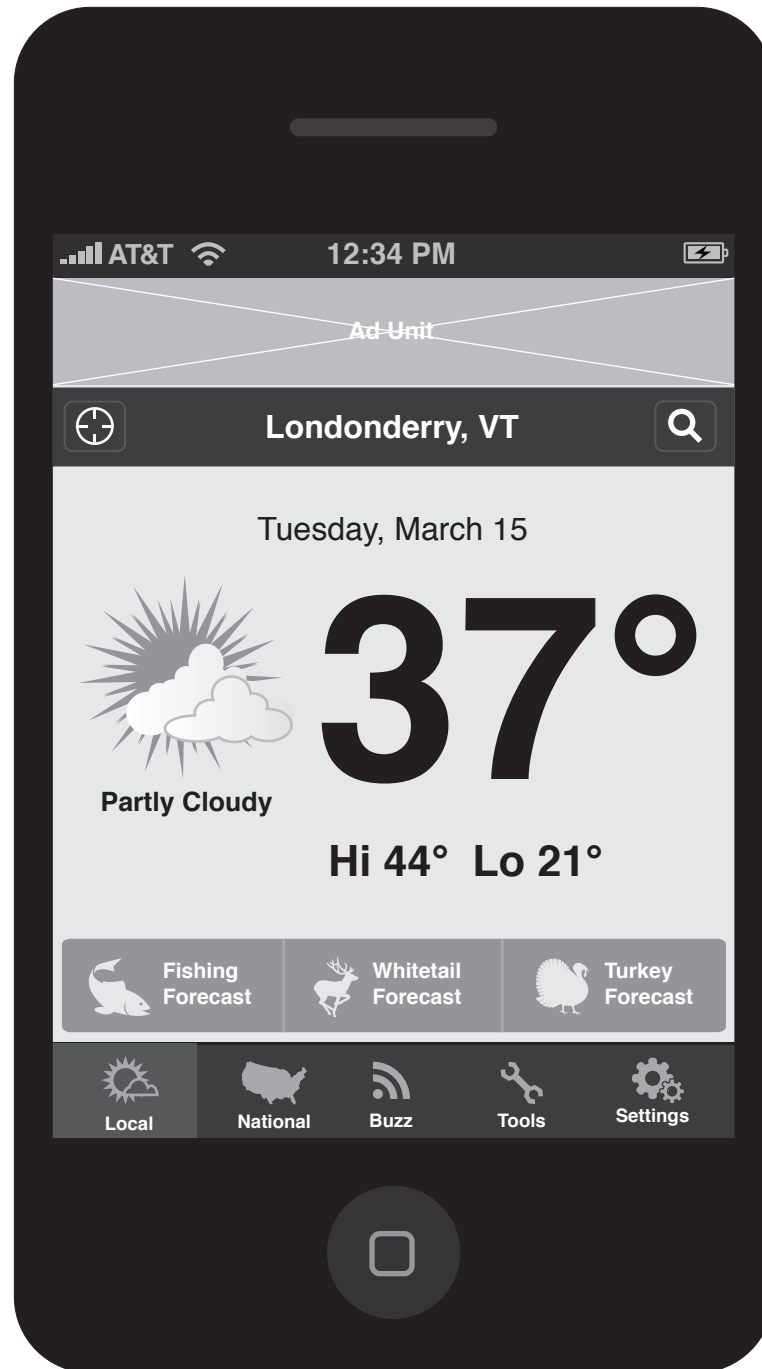 AT&T 12:34 PM
Ad Unit
Londonderry, VT
Tuesday, March 15
37°
Partly Cloudy
Hi 44° Lo 21°
Fishing
Forecast
Whitetail
Forecast
Turkey
Forecast
Local National Buzz Tools Settings